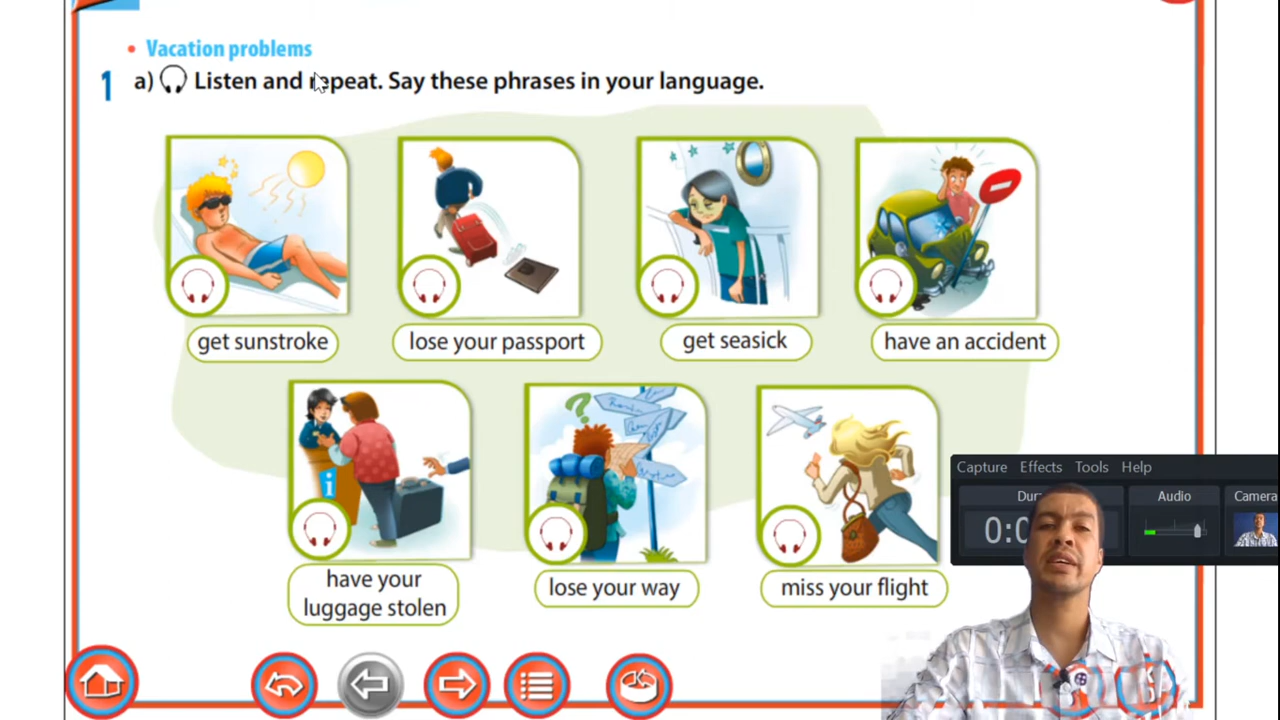 • Vacation problems
1 a) Listen and repeat. Say these phrases in your language.
get sunstroke
lose your passport
get seasick
have an accident
have your
luggage stolen
lose your way
miss your flight
Capture Effects Tools Help
Audio
Camera